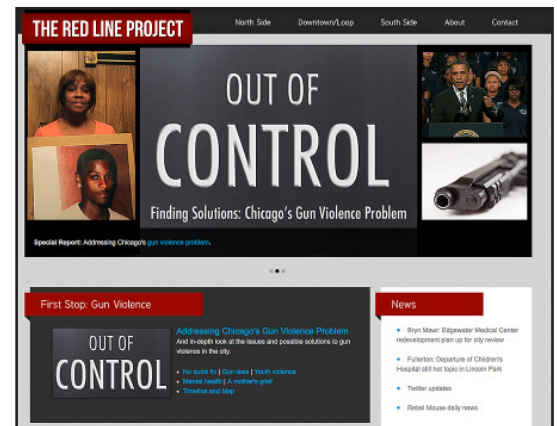 THE RED LINE PROJECT
North Side Downtown/Loop South Side About Contact
OUT OF
CONTROL
Finding Solutions: Chicago's Gun Violence Problem
Special Report: Addressing Chicago's gun violence problem.
First Stop: Gun Violence
OUT OF
CONTROL
Addressing Chicago's Gun Violence Problem
And in-depth look at the issues and possible solutions to gun
violence in the city.
No quick fix | Gun laws | Youth violence
Mental health | A mother's grief
Timeline and Map
News
Bryn Mawr: Edgewater Medical Center
redevelopment plan up for city review
Fullerton: Departure of Children's
Hospital still hot topic in Lincoln Park
Twitter updates
Rebel Mouse daily news